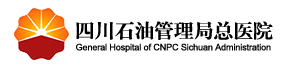 四川石油管理局总医院
General Hospital of CNPC Sichuan Administration